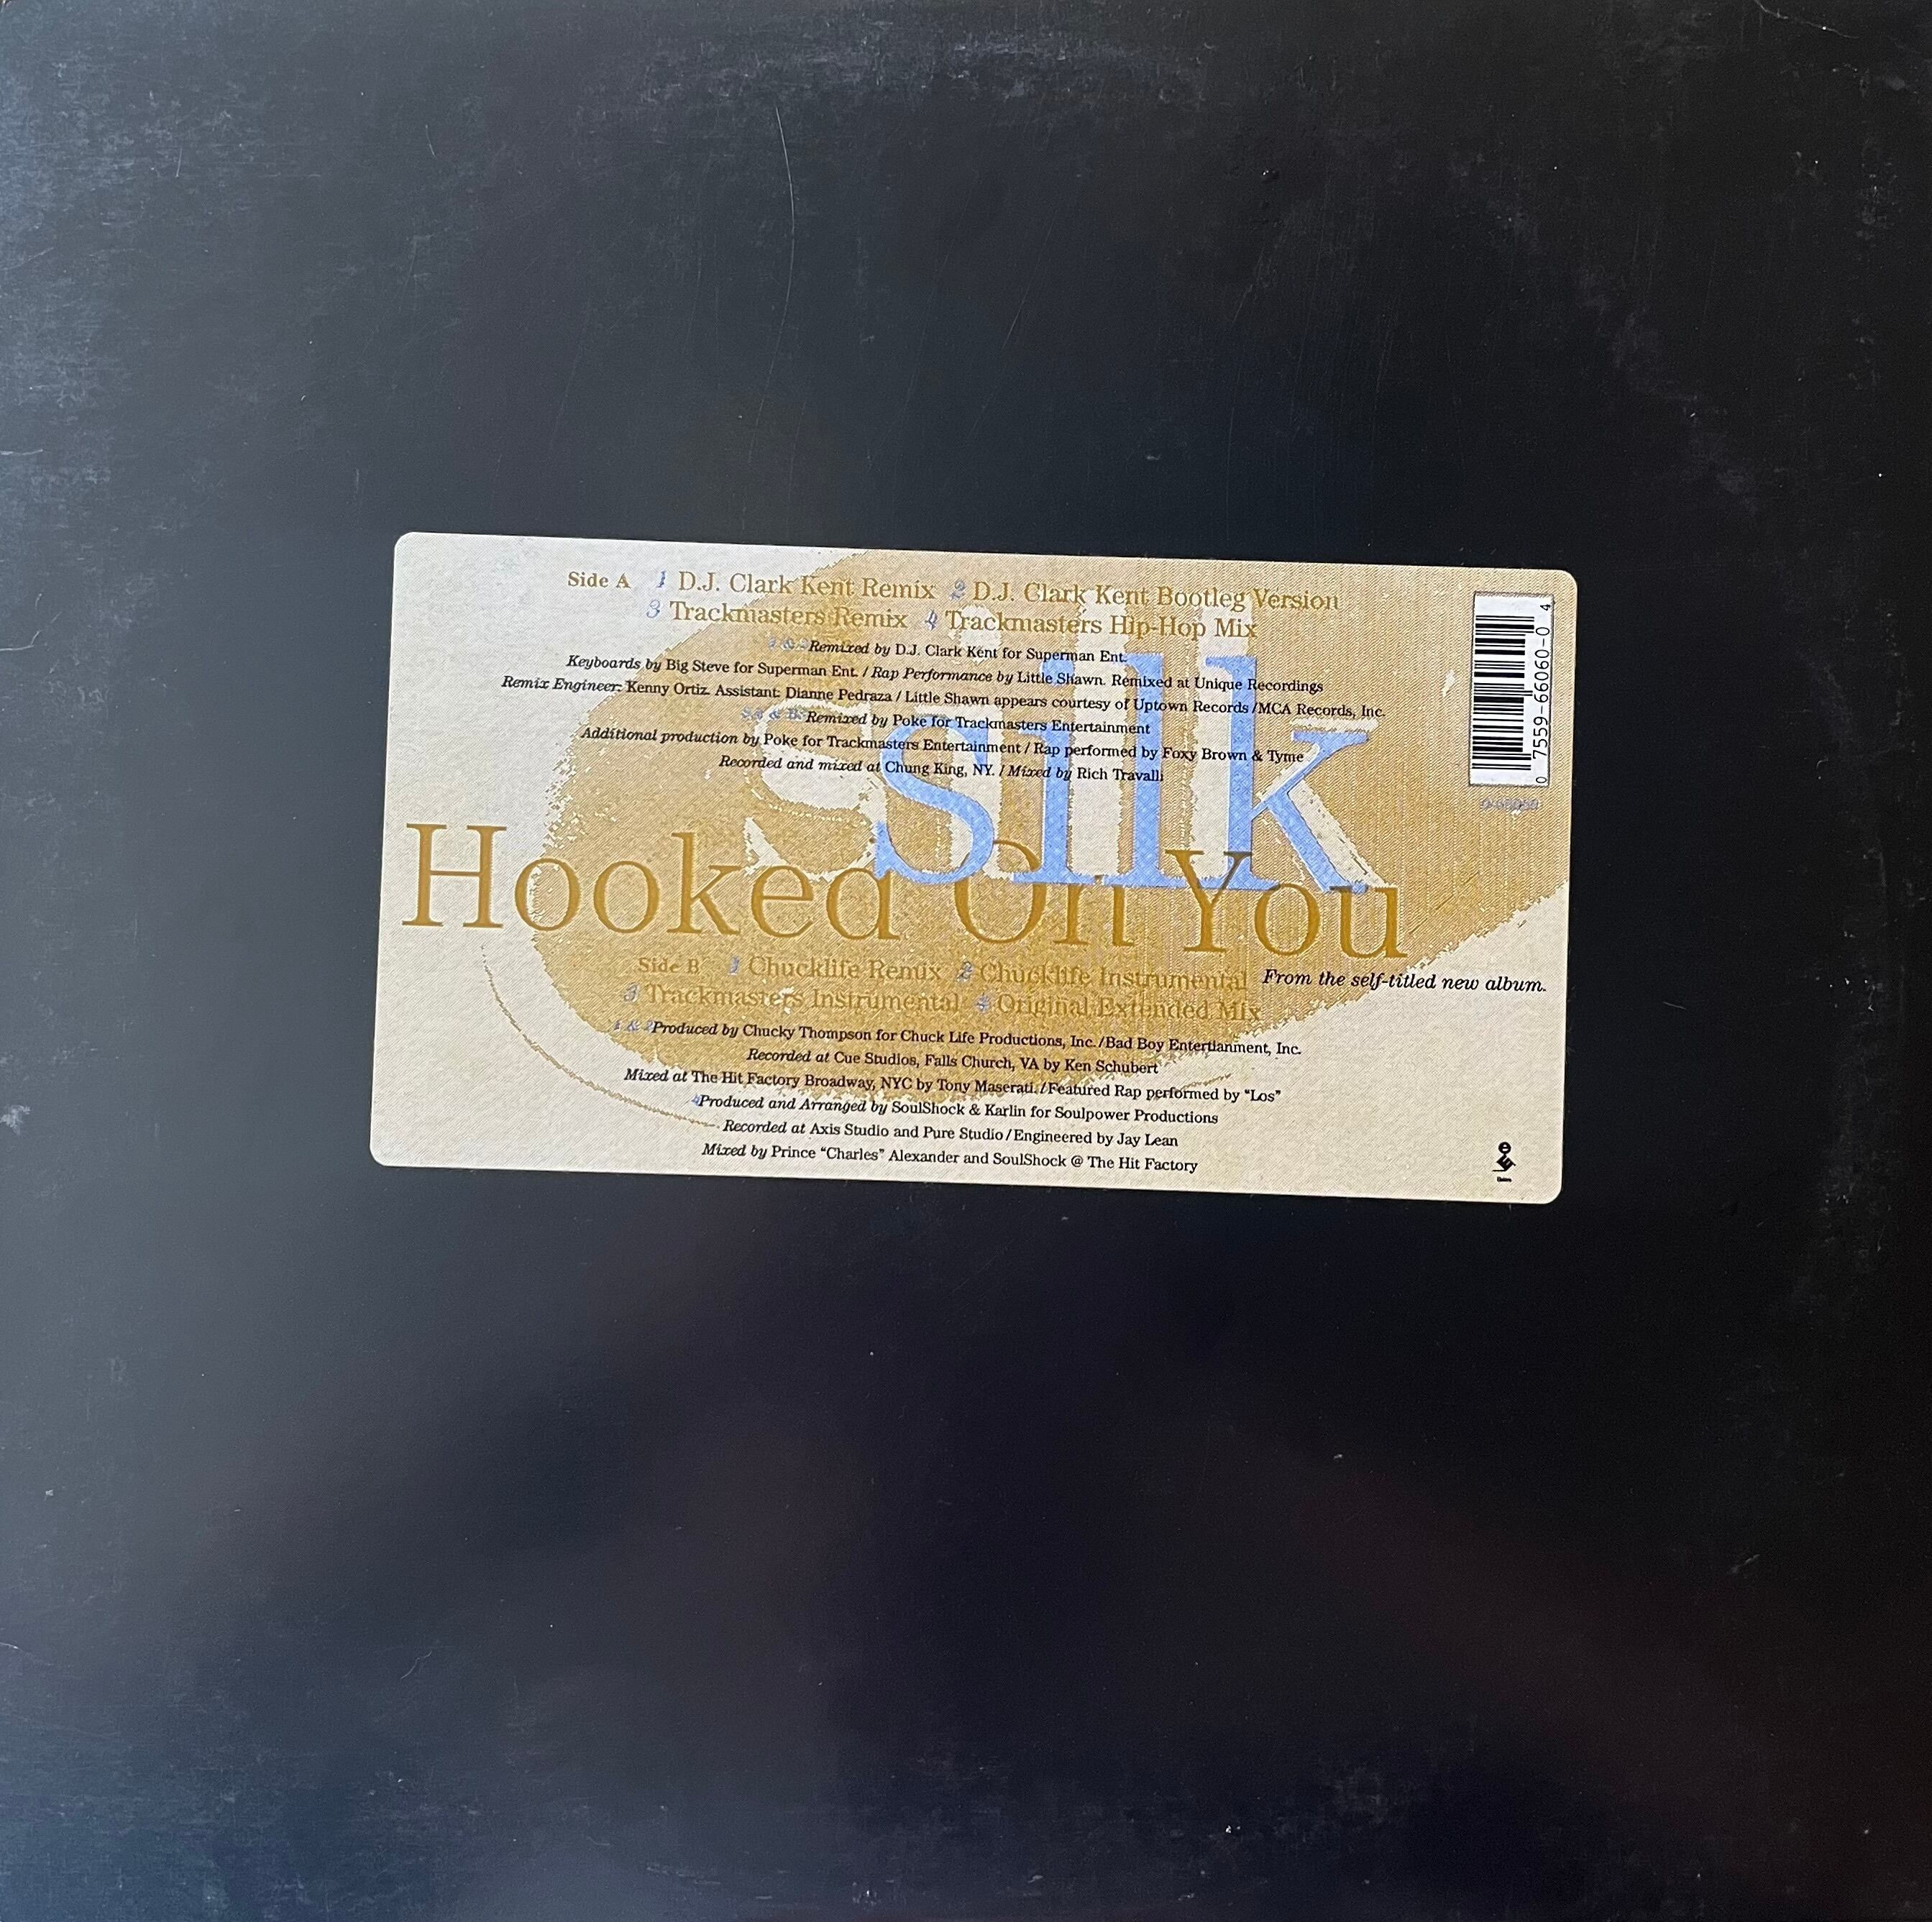 Side A 1 D.J. Clark Kent Remix 2 D.J. Clark Kent Bootleg Version
3 Trackmasters Remix 4 Trackmasters Hip-Hop Mix
1 & 2 Remixed by D.J. Clark Kent for Superman Ent.
Keyboards by Big Steve for Superman Ent. / Rap Performance by Little Shawn. Remixed at Unique Recordings
Remix Engineer: Kenny Ortiz. Assistant: Dianne Pedraza / Little Shawn appears courtesy of Uptown Records /MCA Records, Inc.
Remixed by Poke for Trackmasters Entertainment
Additional production by Poke for Trackmasters Entertainment / Rap performed by Foxy Brown & Tyme
Recorded and mixed at Chung King, NY. / Mixed by Rich Travalli
silk
Hooked On You
Side B 1 Chucklife Remix 2 Chucklife Instrumental
From the self-titled new album.
3 Trackmasters Instrumental 4 Original Extended Mix
1 & 2 Produced by Chucky Thompson for Chuck Life Productions, Inc./Bad Boy Entertianment, Inc.
Recorded at Cue Studios, Falls Church, VA by Ken Schubert
Mixed at The Hit Factory Broadway, NYC by Tony Maserati. / Featured Rap performed by "Los"
4 Produced and Arranged by SoulShock & Karlin for Soulpower Productions
Recorded at Axis Studio and Pure Studio / Engineered by Jay Lean
Mixed by Prince "Charles" Alexander and SoulShock @ The Hit Factory
0 7559-66060-0 4